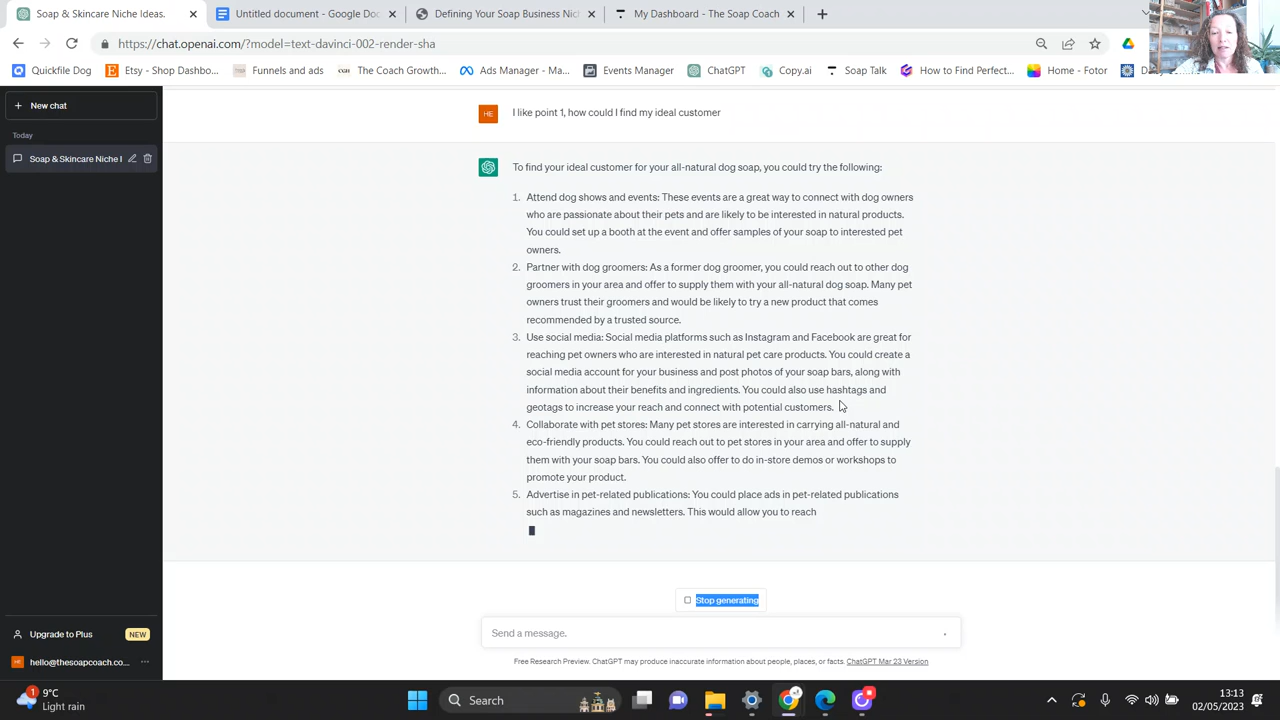 Soap & Skincare Niche Ideas.
Untitled document - Google Doc
Defining Your Soap Business Nich
My Dashboard - The Soap Coach
https://chat.openai.com/?model=text-davinci-002-render-sha
Quickfile Dog
Etsy - Shop Dashbo...
Funnels and ads
The Coach Growth...
Ads Manager - Ma...
Events Manager
ChatGPT
Copy.ai
Soap Talk
How to Find Perfect...
Home - Fotor
New chat
Today
Soap & Skincare Niche I
HE
I like point 1, how could I find my ideal customer
To find your ideal customer for your all-natural dog soap, you could try the following:
1. Attend dog shows and events: These events are a great way to connect with dog owners
who are passionate about their pets and are likely to be interested in natural products.
You could set up a booth at the event and offer samples of your soap to interested pet
owners.
2. Partner with dog groomers: As a former dog groomer, you could reach out to other dog
groomers in your area and offer to supply them with your all-natural dog soap. Many pet
owners trust their groomers and would be likely to try a new product that comes
recommended by a trusted source.
3. Use social media: Social media platforms such as Instagram and Facebook are great for
reaching pet owners who are interested in natural pet care products. You could create a
social media account for your business and post photos of your soap bars, along with
information about their benefits and ingredients. You could also use hashtags and
geotags to increase your reach and connect with potential customers.
4. Collaborate with pet stores: Many pet stores are interested in carrying all-natural and
eco-friendly products. You could reach out to pet stores in your area and offer to supply
them with your soap bars. You could also offer to do in-store demos or workshops to
promote your product.
5. Advertise in pet-related publications: You could place ads in pet-related publications
such as magazines and newsletters. This would allow you to reach
Stop generating
Send a message.
Free Research Preview. ChatGPT may produce inaccurate information about people, places, or facts. ChatGPT Mar 23 Version
Upgrade to Plus
NEW
HE
hello@thesoapcoach.co...
1
9°C
Light rain
Search
13:13
02/05/2023